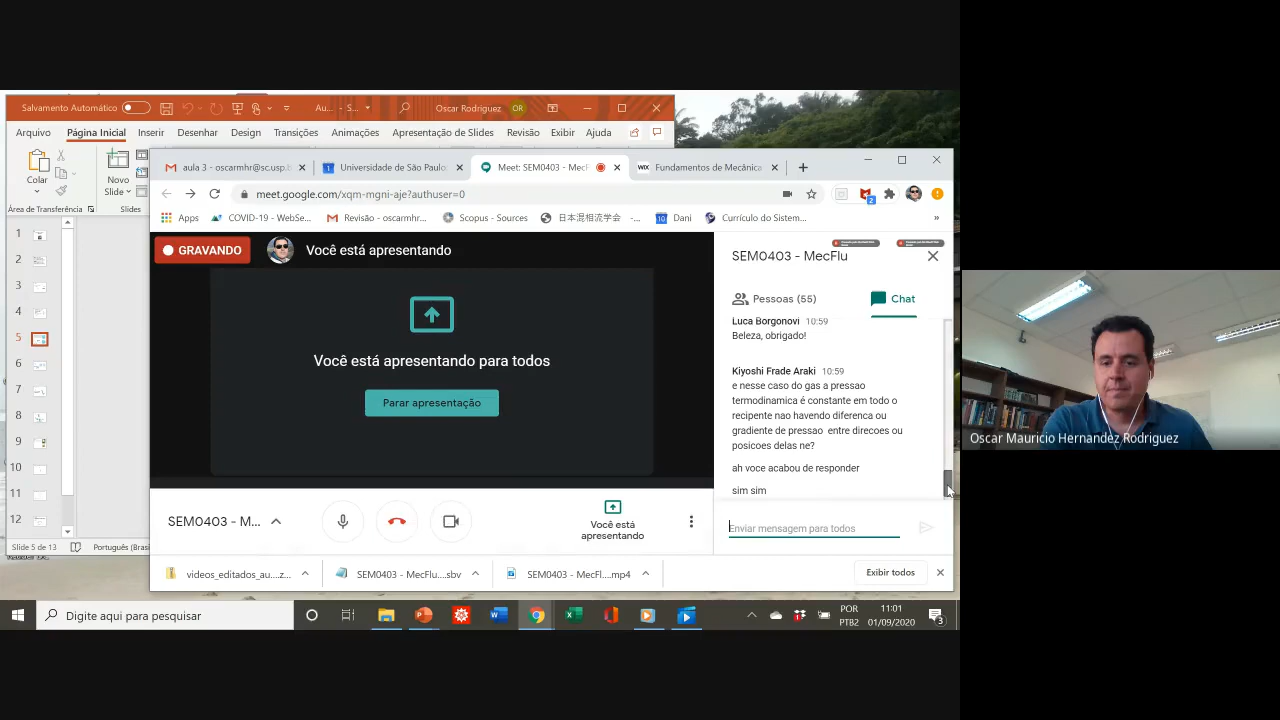 Salvamento Automático
Au... - S...
Oscar Rodriguez
OR
Arquivo Página Inicial Inserir Desenhar Design Transições Animações Apresentação de Slides Revisão Exibir Ajuda
Colar
Novo
Slide
Área de Transferência
Slides
1
2
3
4
5
6
7
8
9
10
11
12
Slide 5 de 13 Português (Brasi
aula 3 - oscarmhr@sc.usp.b
Universidade de São Paulo.
Meet: SEM0403 - MecF
WIX Fundamentos de Mecânica
meet.google.com/xqm-mgni-aje?authuser=0
2
Apps COVID-19 - WebSe... Revisão - oscarmhr... Scopus - Sources 日本混相流学会 -... 10 Dani Currículo do Sistem... »
GRAVANDO
Você está apresentando
Você está apresentando para todos
Parar apresentação
SEM0403 - M...
Você está
apresentando
SEM0403 - MecFlu
Pessoas (55)
Chat
Luca Borgonovi 10:59
Beleza, obrigado!
Kiyoshi Frade Araki 10:59
e nesse caso do gas a pressao
termodinamica é constante em todo o
recipente nao havendo diferenca ou
gradiente de pressao entre direcoes ou
posicoes delas ne?
ah voce acabou de responder
sim sim
Enviar mensagem para todos
videos_editados_au....z...
SEM0403 - MecFlu....sbv
SEM0403 - MecFl....mp4
Exibir todos
Digite aqui para pesquisar
POR
PTB2
11:01
01/09/2020
3
Oscar Mauricio Hernandez Rodriguez